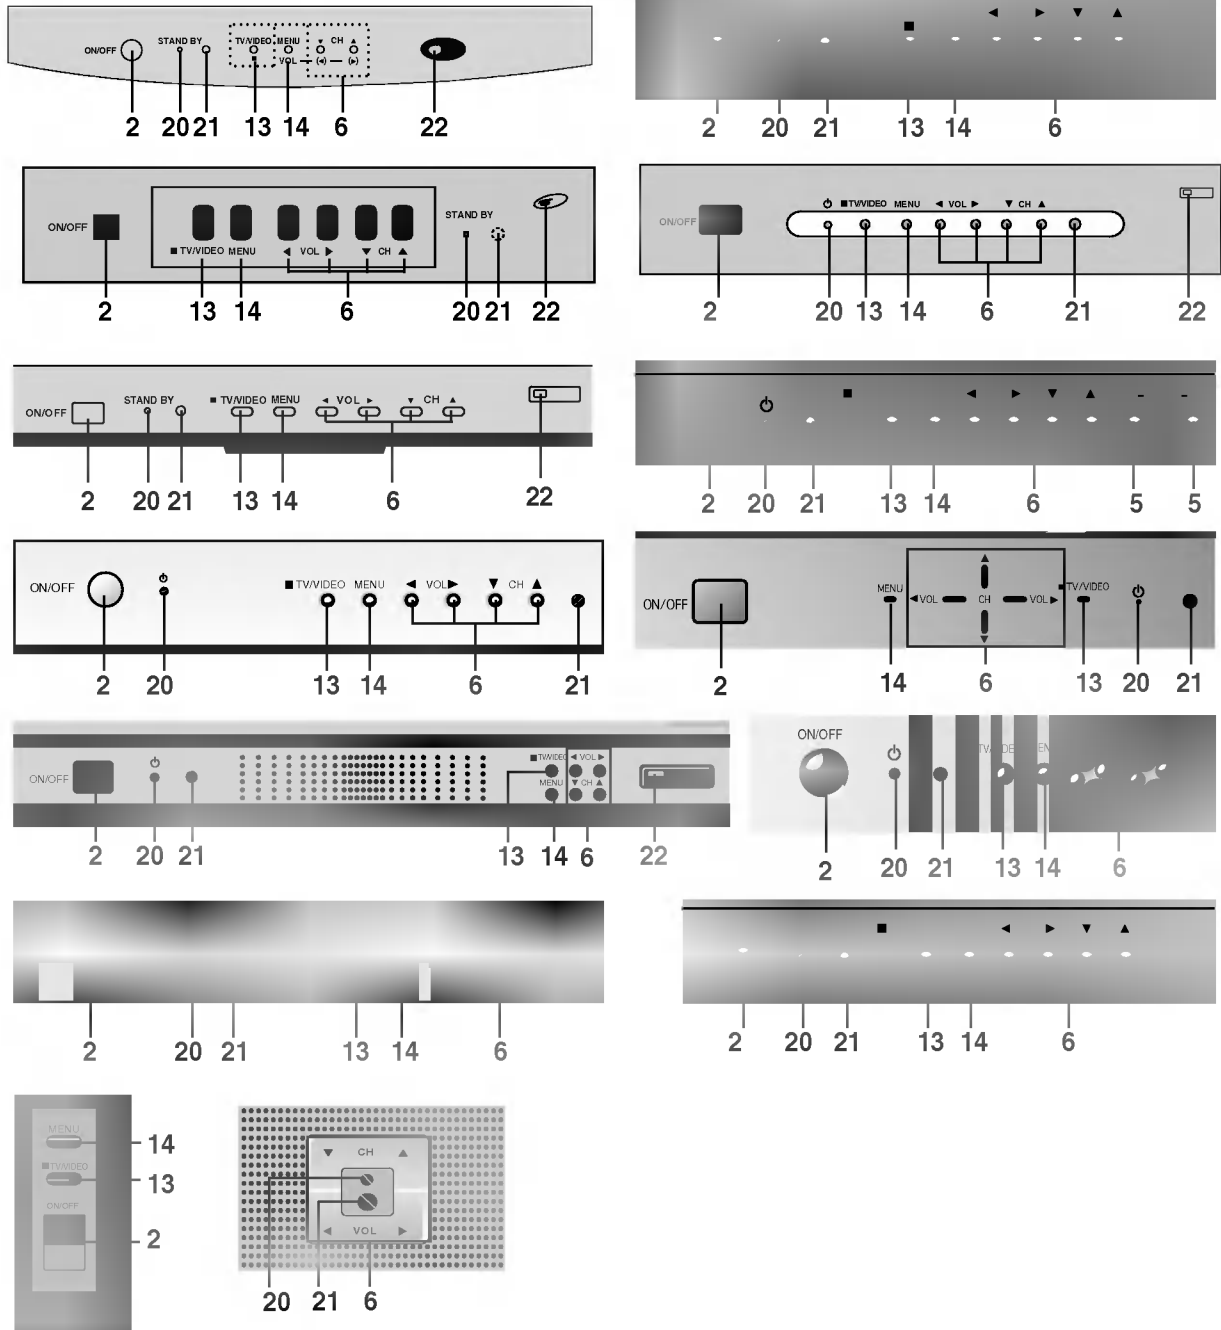 ON/OFF STAND BY TV/VIDEO MENU ▼ CH ▲
■ VOL (◄) (►)
2 20 21 13 14 6 22
■ ◄ ► ▼ ▲
2 20 21 13 14 6
ON/OFF STAND BY
■ TV/VIDEO MENU ◄ VOL ► ▼ CH ▲
2 13 14 6 20 21 22
ON/OFF ⏻ ■TV/VIDEO MENU ◄ VOL ► ▼ CH ▲
2 20 13 14 6 21 22
ON/OFF STAND BY ■ TV/VIDEO MENU ◄ VOL ► ▼ CH ▲
2 20 21 13 14 6 22
⏻ ■ ◄ ► ▼ ▲ – –
2 20 21 13 14 6 5 5
ON/OFF ⏻ ■ TV/VIDEO MENU ◄ VOL► ▼ CH ▲
2 20 13 14 6 21
▲
ON/OFF MENU ◄ VOL CH VOL ► ■ TV/VIDEO ⏻
▼
2 14 6 13 20 21
ON/OFF ⏻ ■ TV/VIDEO ◄ VOL ►
MENU ▼ CH ▲
2 20 21 13 14 6 22
ON/OFF ⏻
2 20 21 13 14 6
2 20 21 13 14 6
■ ◄ ► ▼ ▲
2 20 21 13 14 6
MENU 14
■ TV/VIDEO 13
ON/OFF
2
▼ CH ▲
◄ VOL ►
20 21 6